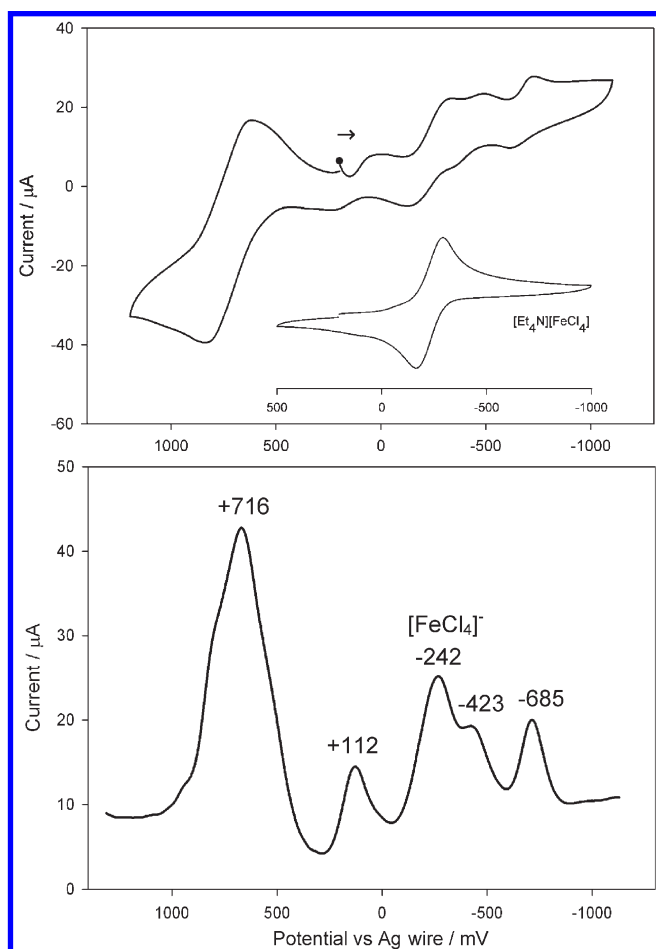 40
20
0
-20
-40
-60
Current / μA
→
[Et₄N][FeCl₄]
500 0 -500 -1000
1000 500 0 -500 -1000
50
40
30
20
10
0
Current / μA
+716
+112
[FeCl₄]⁻
-242
-423
-685
1000 500 0 -500 -1000
Potential vs Ag wire / mV